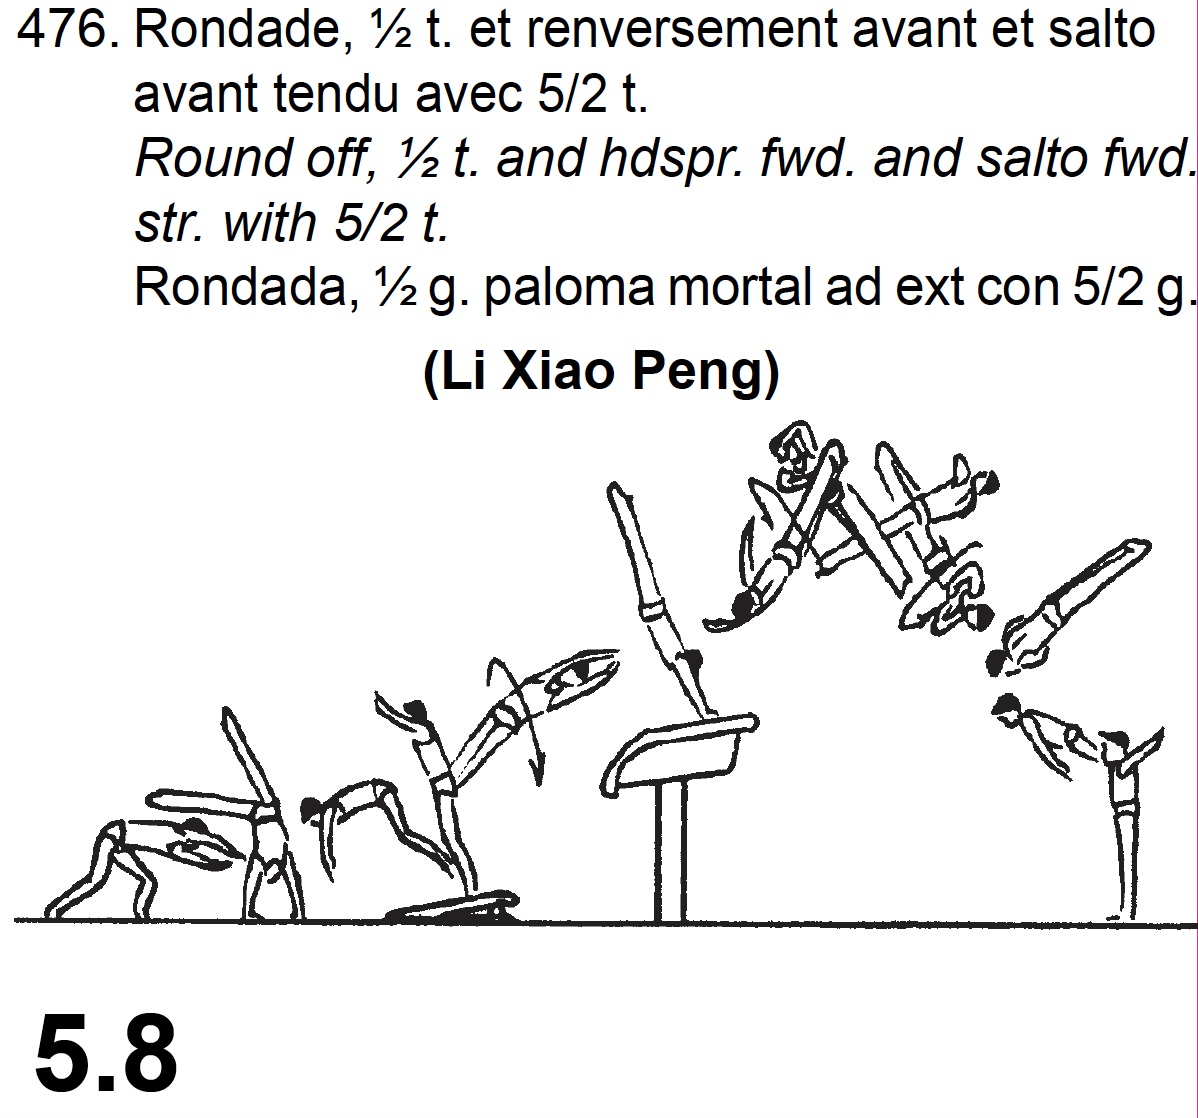 476. Rondade, ½ t. et renversement avant et salto
avant tendu avec 5/2 t.
Round off, ½ t. and hdspr. fwd. and salto fwd.
str. with 5/2 t.
Rondada, ½ g. paloma mortal ad ext con 5/2 g.
(Li Xiao Peng)
5.8